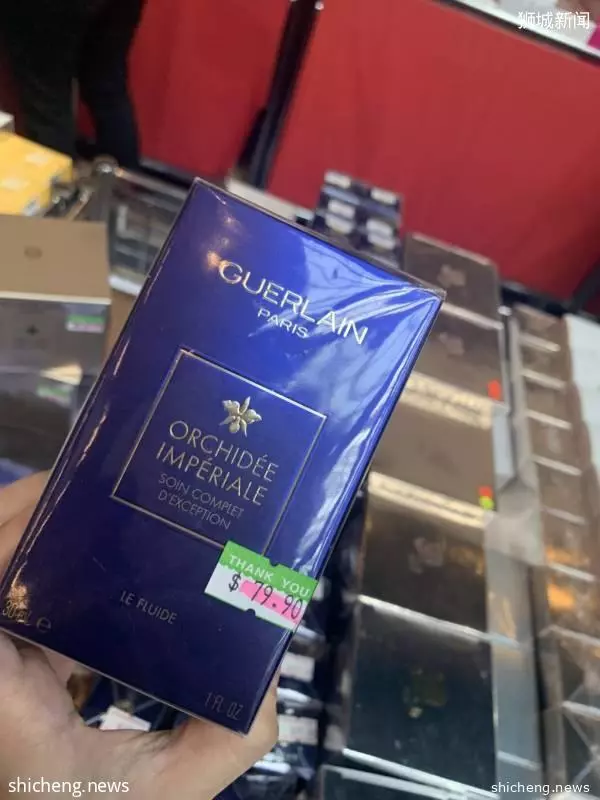 狮城新闻
GUERLAIN
PARIS
ORCHIDÉE
IMPÉRIALE
SOIN COMPLET
D'EXCEPTION
THANK YOU
$ 79.90
LE FLUIDE
30 mL e
1 FL OZ
shicheng.news
shicheng.news